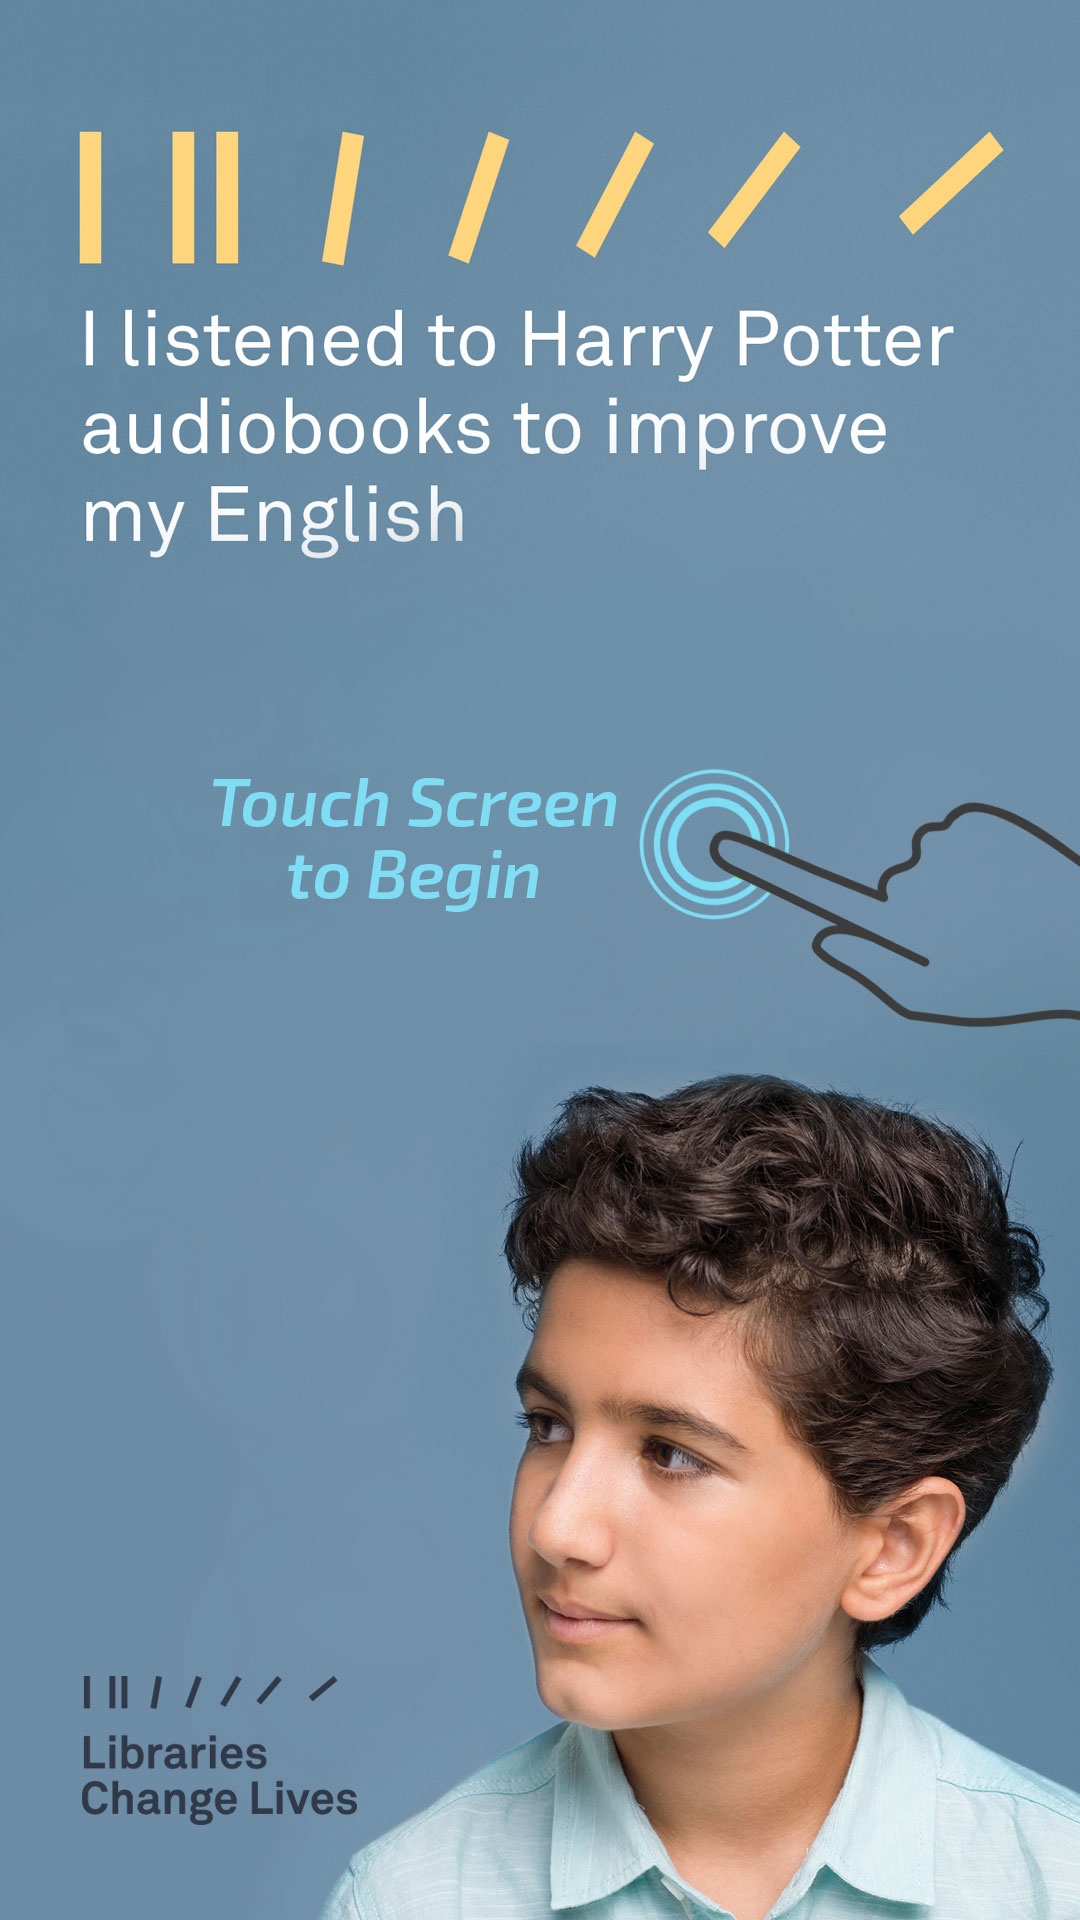 I listened to Harry Potter
audiobooks to improve
my English
Touch Screen
to Begin
Libraries
Change Lives